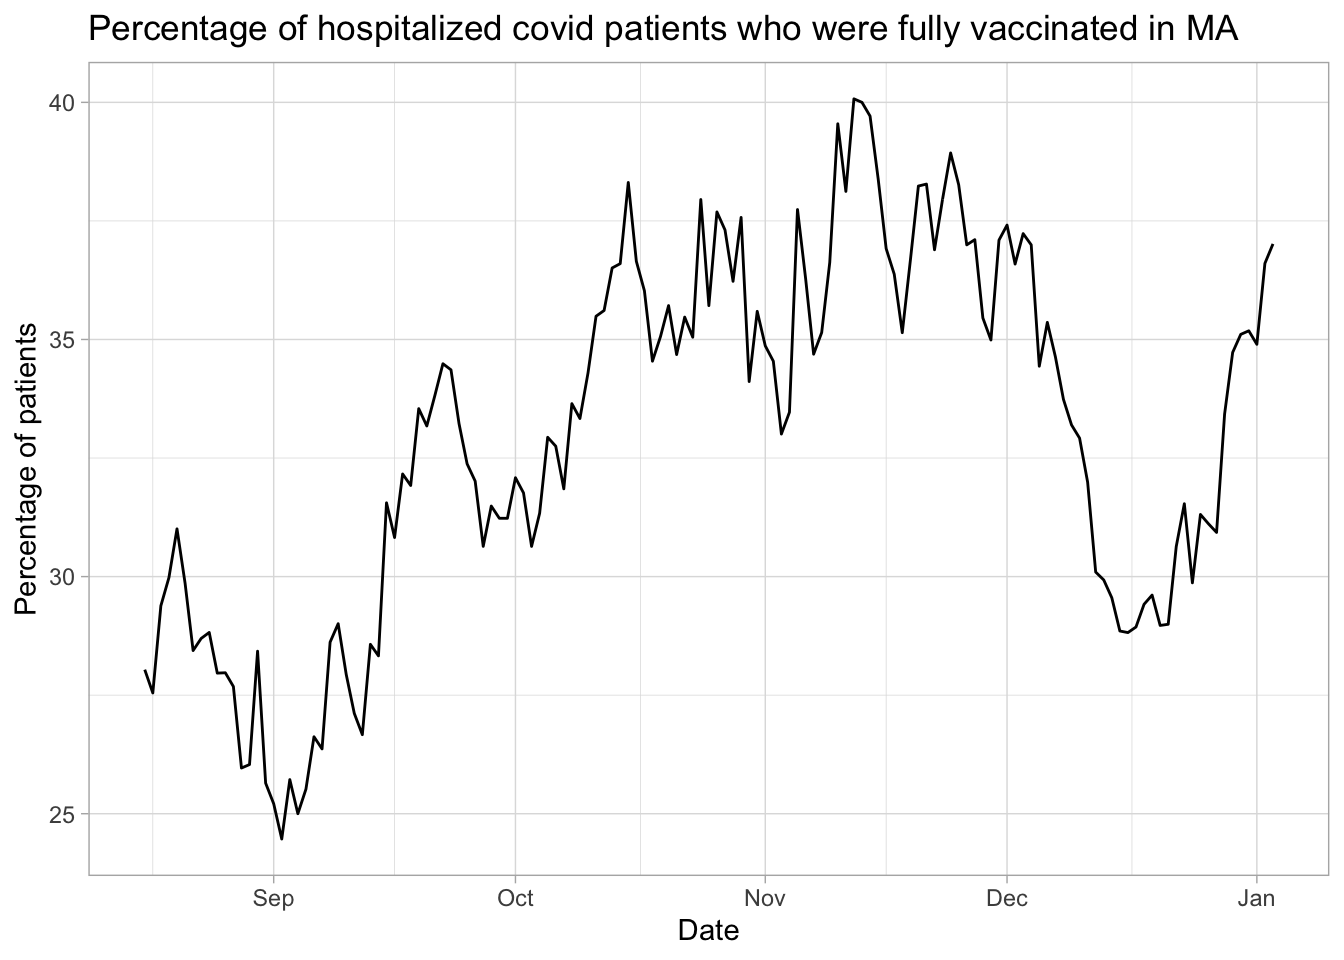 Percentage of hospitalized covid patients who were fully vaccinated in MA
Percentage of patients
40
35
30
25
Sep
Oct
Nov
Dec
Jan
Date